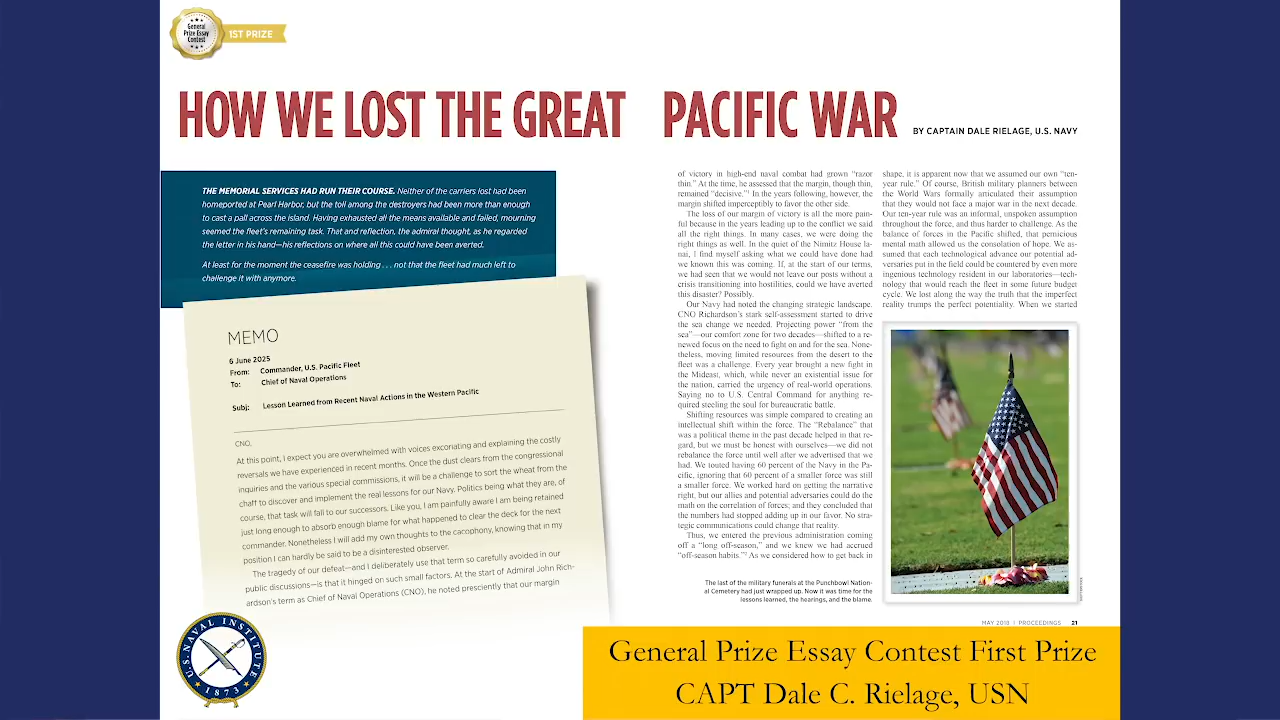 General
Prize Essay
Contest
1ST PRIZE
HOW WE LOST THE GREAT PACIFIC WAR
BY CAPTAIN DALE RIELAGE, U.S. NAVY
THE MEMORIAL SERVICES HAD RUN THEIR COURSE. Neither of the carriers lost had been
homeported at Pearl Harbor, but the toll among the destroyers had been more than enough
to cast a pall across the island. Having exhausted all the means available and failed, mourning
seemed the fleet's remaining task. That and reflection, the admiral thought, as he regarded
the letter in his hand—his reflections on where all this could have been averted.
At least for the moment the ceasefire was holding . . . not that the fleet had much left to
challenge it with anymore.
MEMO
6 June 2025
From: Commander, U.S. Pacific Fleet
To: Chief of Naval Operations
Subj: Lesson Learned from Recent Naval Actions in the Western Pacific
CNO,
At this point, I expect you are overwhelmed with voices excoriating and explaining the costly
reversals we have experienced in recent months. Once the dust clears from the congressional
inquiries and the various special commissions, it will be a challenge to sort the wheat from the
chaff to discover and implement the real lessons for our Navy. Politics being what they are, of
course, that task will fall to our successors. Like you, I am painfully aware I am being retained
just long enough to absorb enough blame for what happened to clear the deck for the next
commander. Nonetheless I will add my own thoughts to the cacophony, knowing that in my
position I can hardly be said to be a disinterested observer.
The tragedy of our defeat—and I deliberately use that term so carefully avoided in our
public discussions—is that it hinged on such small factors. At the start of Admiral John Rich-
ardson's term as Chief of Naval Operations (CNO), he noted presciently that our margin
of victory in high-end naval combat had grown "razor
thin." At the time, he assessed that the margin, though thin,
remained "decisive."1 In the years following, however, the
margin shifted imperceptibly to favor the other side.
The loss of our margin of victory is all the more pain-
ful because in the years leading up to the conflict we said
all the right things. In many cases, we were doing the
right things as well. In the quiet of the Nimitz House la-
nai, I find myself asking what we could have done had
we known this was coming. If, at the start of our terms,
we had seen that we would not leave our posts without a
crisis transitioning into hostilities, could we have averted
this disaster? Possibly.
Our Navy had noted the changing strategic landscape.
CNO Richardson's stark self-assessment started to drive
the sea change we needed. Projecting power "from the
sea"—our comfort zone for two decades—shifted to a re-
newed focus on the need to fight on and for the sea. None-
theless, moving limited resources from the desert to the
fleet was a challenge. Every year brought a new fight in
the Mideast, which, while never an existential issue for
the nation, carried the urgency of real-world operations.
Saying no to U.S. Central Command for anything re-
quired steeling the soul for bureaucratic battle.
Shifting resources was simple compared to creating an
intellectual shift within the force. The "Rebalance" that
was a political theme in the past decade helped in that re-
gard, but we must be honest with ourselves—we did not
rebalance the force until well after we advertised that we
had. We touted having 60 percent of the Navy in the Pa-
cific, ignoring that 60 percent of a smaller force was still
a smaller force. We worked hard on getting the narrative
right, but our allies and potential adversaries could do the
math on the correlation of forces; and they concluded that
the numbers had stopped adding up in our favor. No stra-
tegic communications could change that reality.
Thus, we entered the previous administration coming
off a "long off-season," and we knew we had accrued
"off-season habits."2 As we considered how to get back in
shape, it is apparent now that we assumed our own "ten-
year rule." Of course, British military planners between
the World Wars formally articulated their assumption
that they would not face a major war in the next decade.
Our ten-year rule was an informal, unspoken assumption
throughout the force, and thus harder to challenge. As the
balance of forces in the Pacific shifted, that pernicious
mental math allowed us the consolation of hope. We as-
sumed that each technological advance our potential ad-
versaries put in the field could be countered by even more
ingenious technology resident in our laboratories—tech-
nology that would reach the fleet in some future budget
cycle. We lost along the way the truth that the imperfect
reality trumps the perfect potentiality. When we started
The last of the military funerals at the Punchbowl Nation-
al Cemetery had just wrapped up. Now it was time for the
lessons learned, the hearings, and the blame.
MAY 2018 | PROCEEDINGS 21
U.S. NAVAL INSTITUTE
1873
General Prize Essay Contest First Prize
CAPT Dale C. Rielage, USN